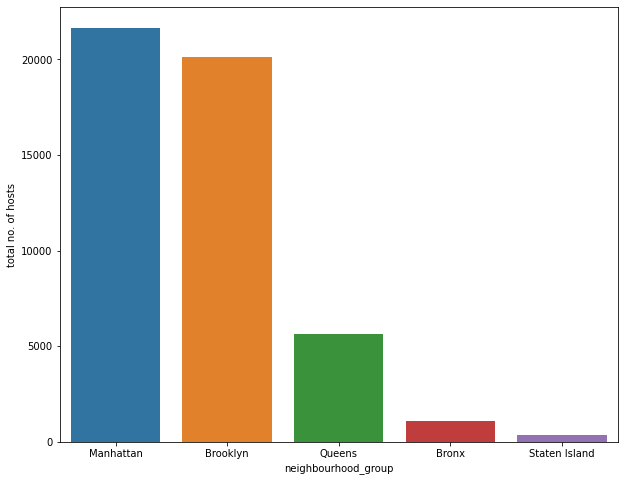 20000
15000
10000
5000
0
total no. of hosts
Manhattan Brooklyn Queens Bronx Staten Island
neighbourhood_group